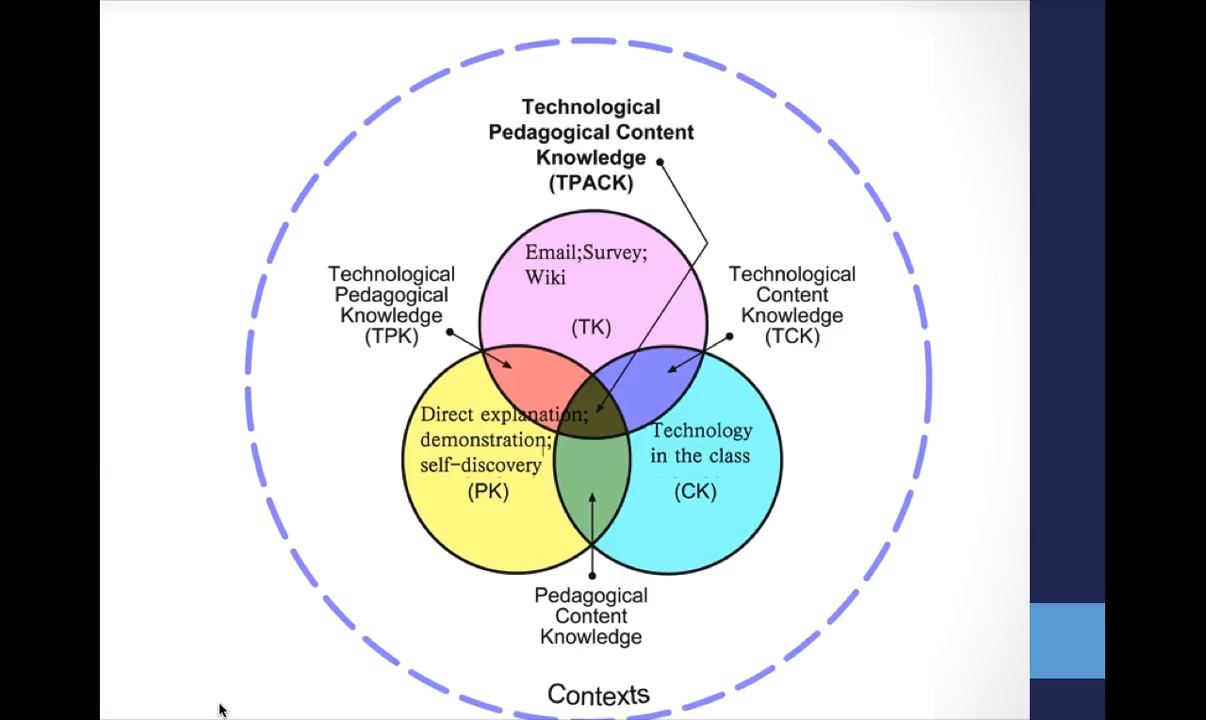 Technological
Pedagogical Content
Knowledge
(TPACK)
Email;Survey;
Wiki
(TK)
Technological
Pedagogical
Knowledge
(TPK)
Technological
Content
Knowledge
(TCK)
Direct explanation;
demonstration;
self-discovery
(PK)
Technology
in the class
(CK)
Pedagogical
Content
Knowledge
Contexts